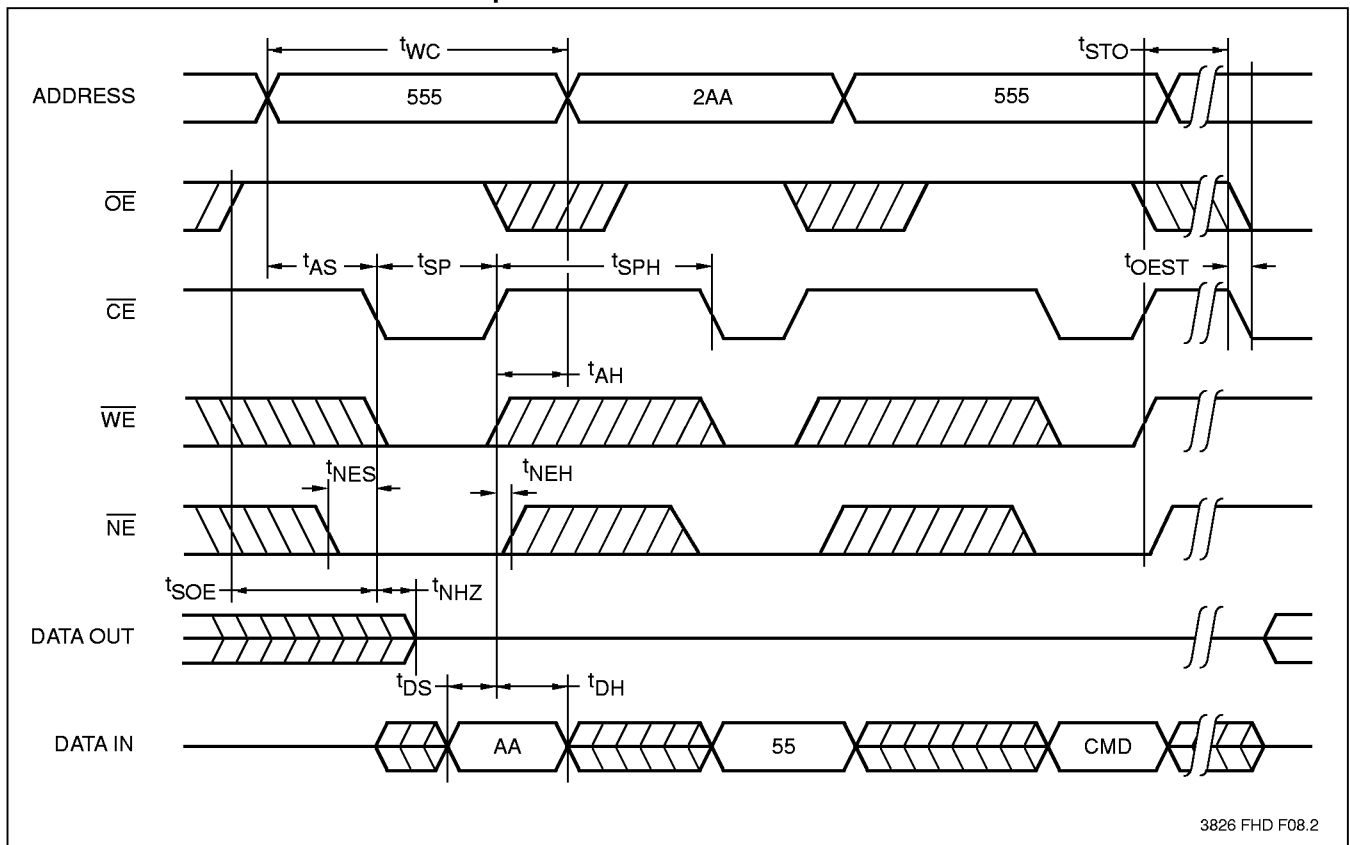 tWC
tSTO
ADDRESS
555
2AA
555
OE
tAS
tSP
tSPH
tOEST
CE
tAH
WE
tNES
tNEH
NE
tSOE
tNHZ
DATA OUT
tDS
tDH
DATA IN
AA
55
CMD
3826 FHD F08.2